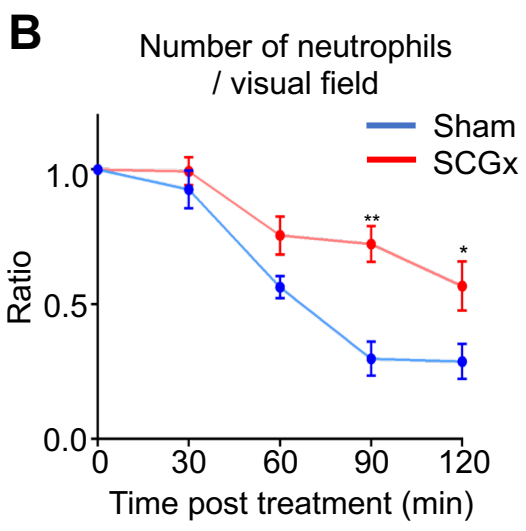 B
Number of neutrophils
/ visual field
Sham
SCGx
1.0
**
*
0.5
Ratio
0.0
0 30 60 90 120
Time post treatment (min)